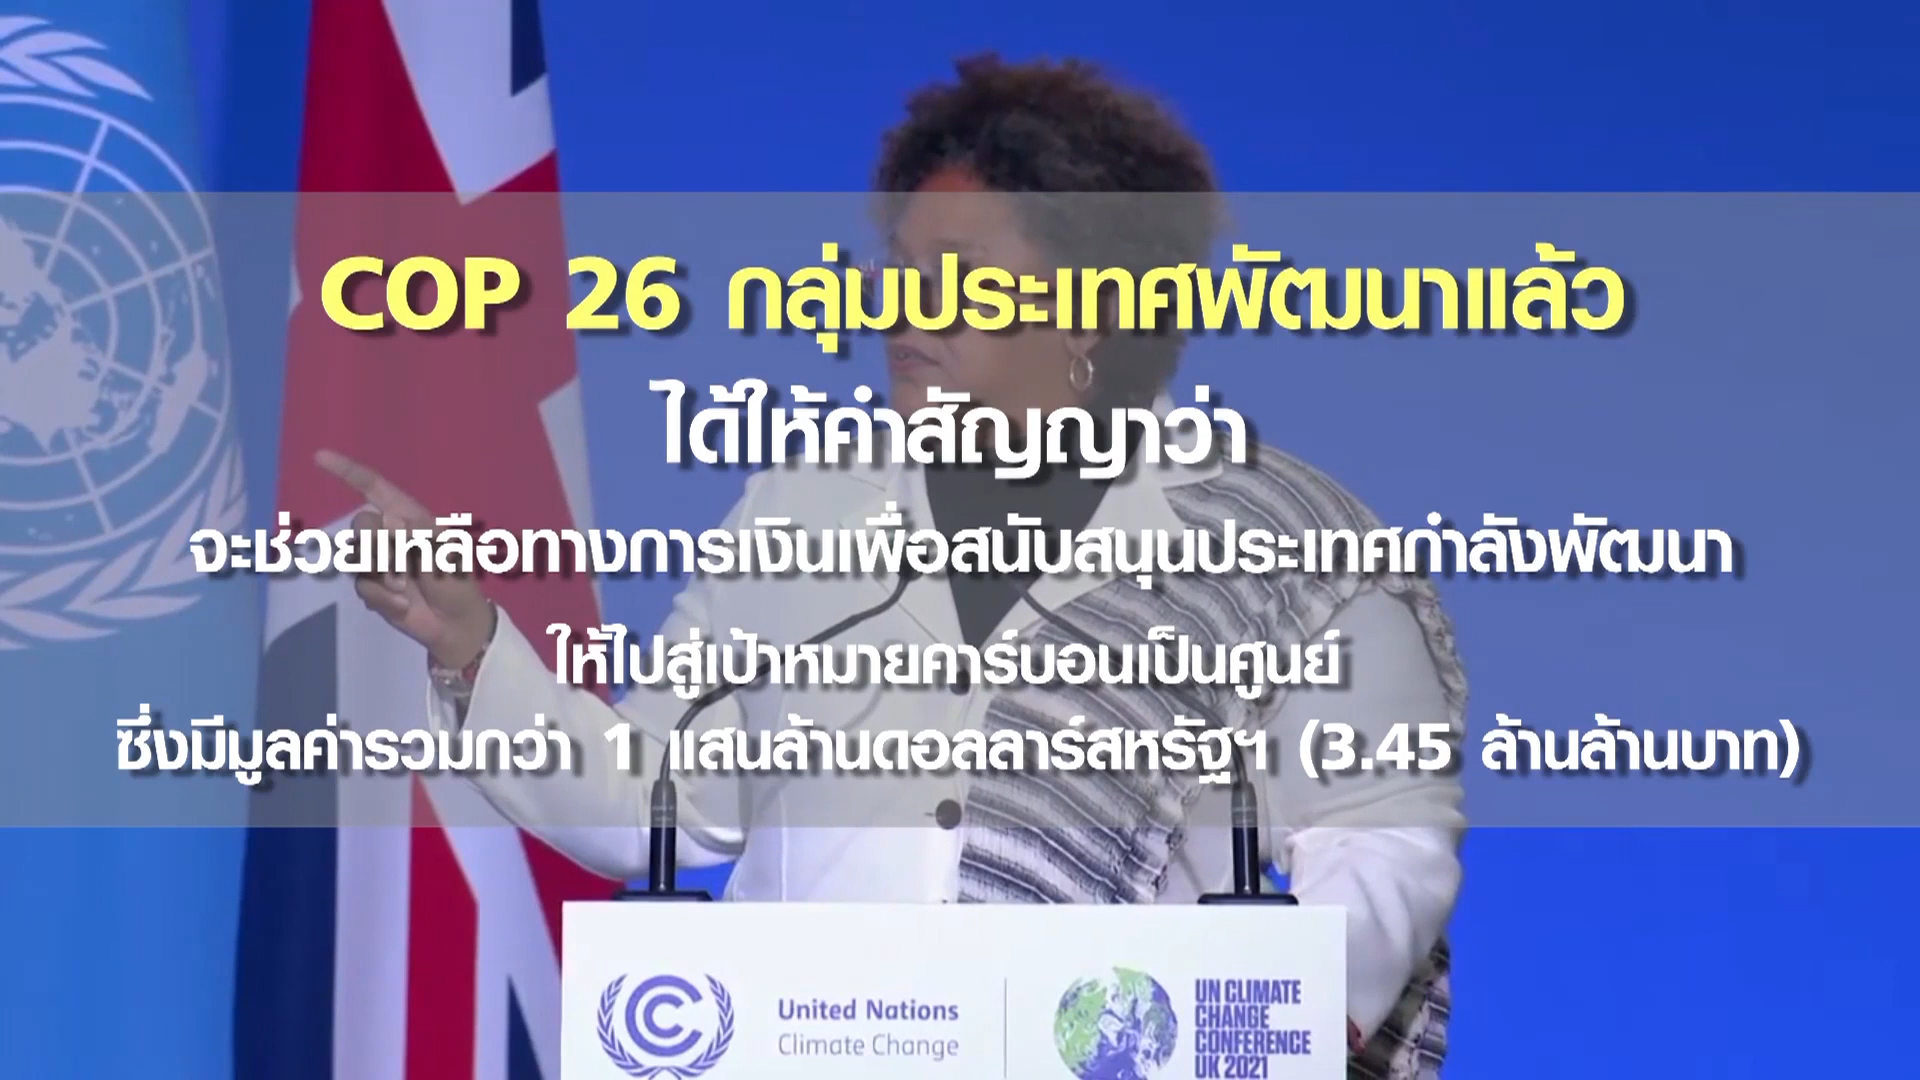 COP 26 กลุ่มประเทศพัฒนาแล้ว
ได้ให้คำสัญญาว่า
จะช่วยเหลือทางการเงินเพื่อสนับสนุนประเทศกำลังพัฒนา
ให้ไปสู่เป้าหมายคาร์บอนเป็นศูนย์
ซึ่งมีมูลค่ารวมกว่า 1 แสนล้านดอลลาร์สหรัฐฯ (3.45 ล้านล้านบาท)
United Nations
Climate Change
UN CLIMATE
CHANGE
CONFERENCE
UK 2021